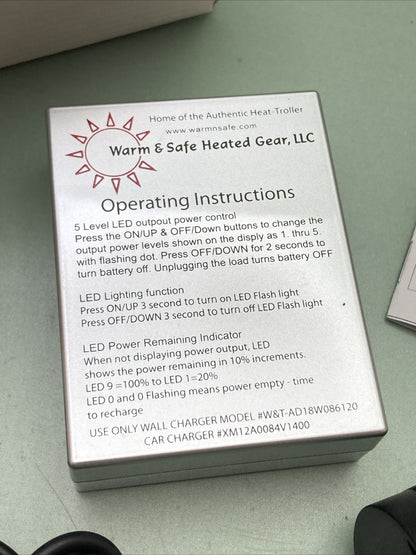 Home of the Authentic Heat-Troller
www.warmnsafe.com
Warm & Safe Heated Gear, LLC
Operating Instructions
5 Level LED outpout power control
Press the ON/UP & OFF/Down buttons to change the
output power levels shown on the disply as 1. thru 5.
with flashing dot. Press OFF/DOWN for 2 seconds to
turn battery off. Unplugging the load turns battery OFF
LED Lighting function
Press ON/UP 3 second to turn on LED Flash light
Press OFF/DOWN 3 second to turn off LED Flash light
LED Power Remaining Indicator
When not displaying power output, LED
shows the power remaining in 10% increments.
LED 9 =100% to LED 1=20%
LED 0 and 0 Flashing means power empty - time
to recharge
USE ONLY WALL CHARGER MODEL #W&T-AD18W086120
CAR CHARGER #XM12A0084V1400